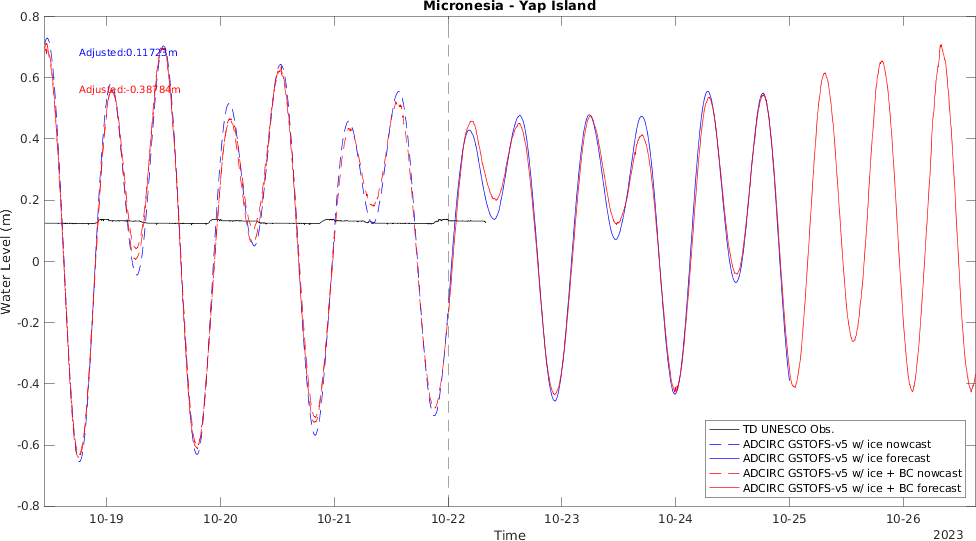 Micronesia - Yap Island
0.8
Adjusted:0.11723m
0.6
Adjusted:-0.38784m
0.4
0.2
0
-0.2
-0.4
-0.6
-0.8
Water Level (m)
TD UNESCO Obs.
ADCIRC GSTOFS-v5 w/ ice nowcast
ADCIRC GSTOFS-v5 w/ ice forecast
ADCIRC GSTOFS-v5 w/ ice + BC nowcast
ADCIRC GSTOFS-v5 w/ ice + BC forecast
10-19 10-20 10-21 10-22 10-23 10-24 10-25 10-26
Time
2023